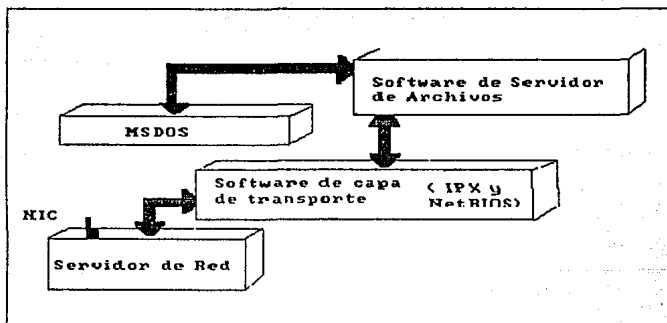 Software de Servidor
de Archivos
MSDOS
Software de capa
de transporte
( IPX y
NetBIOS)
NIC
Servidor de Red